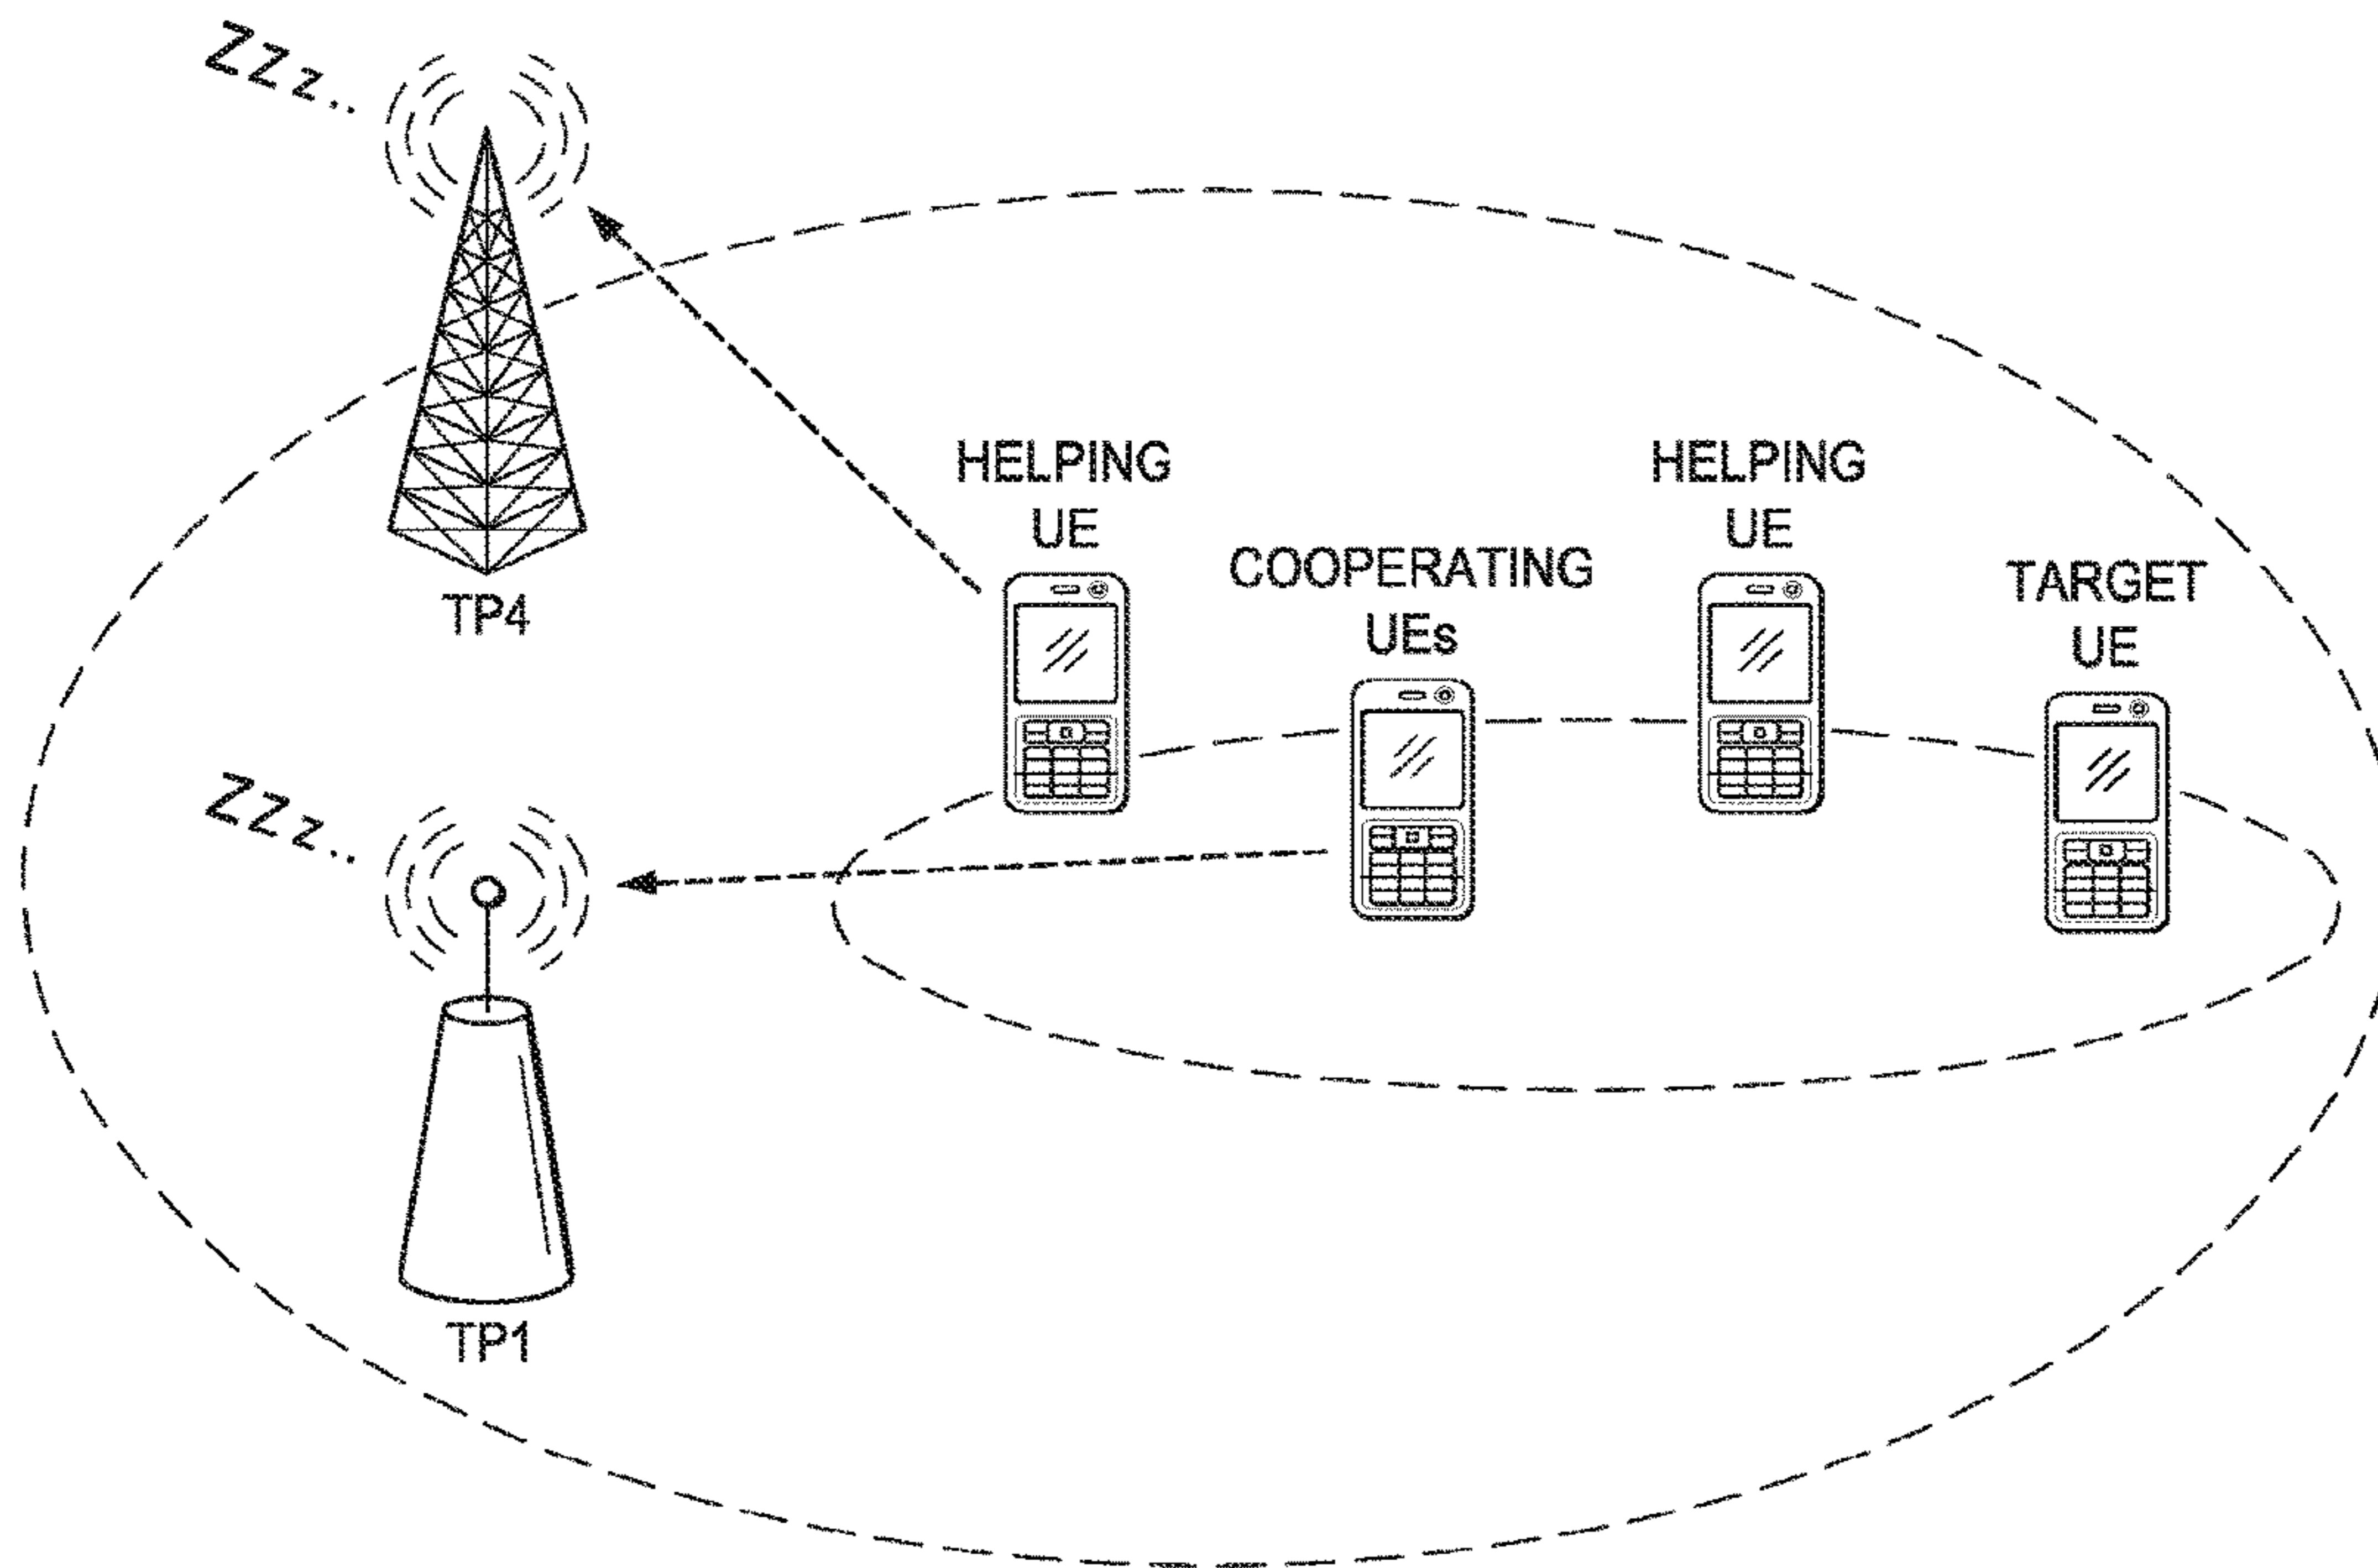 ZZz..
HELPING
UE
HELPING
UE
COOPERATING
UEs
TARGET
UE
TP4
ZZz..
TP1